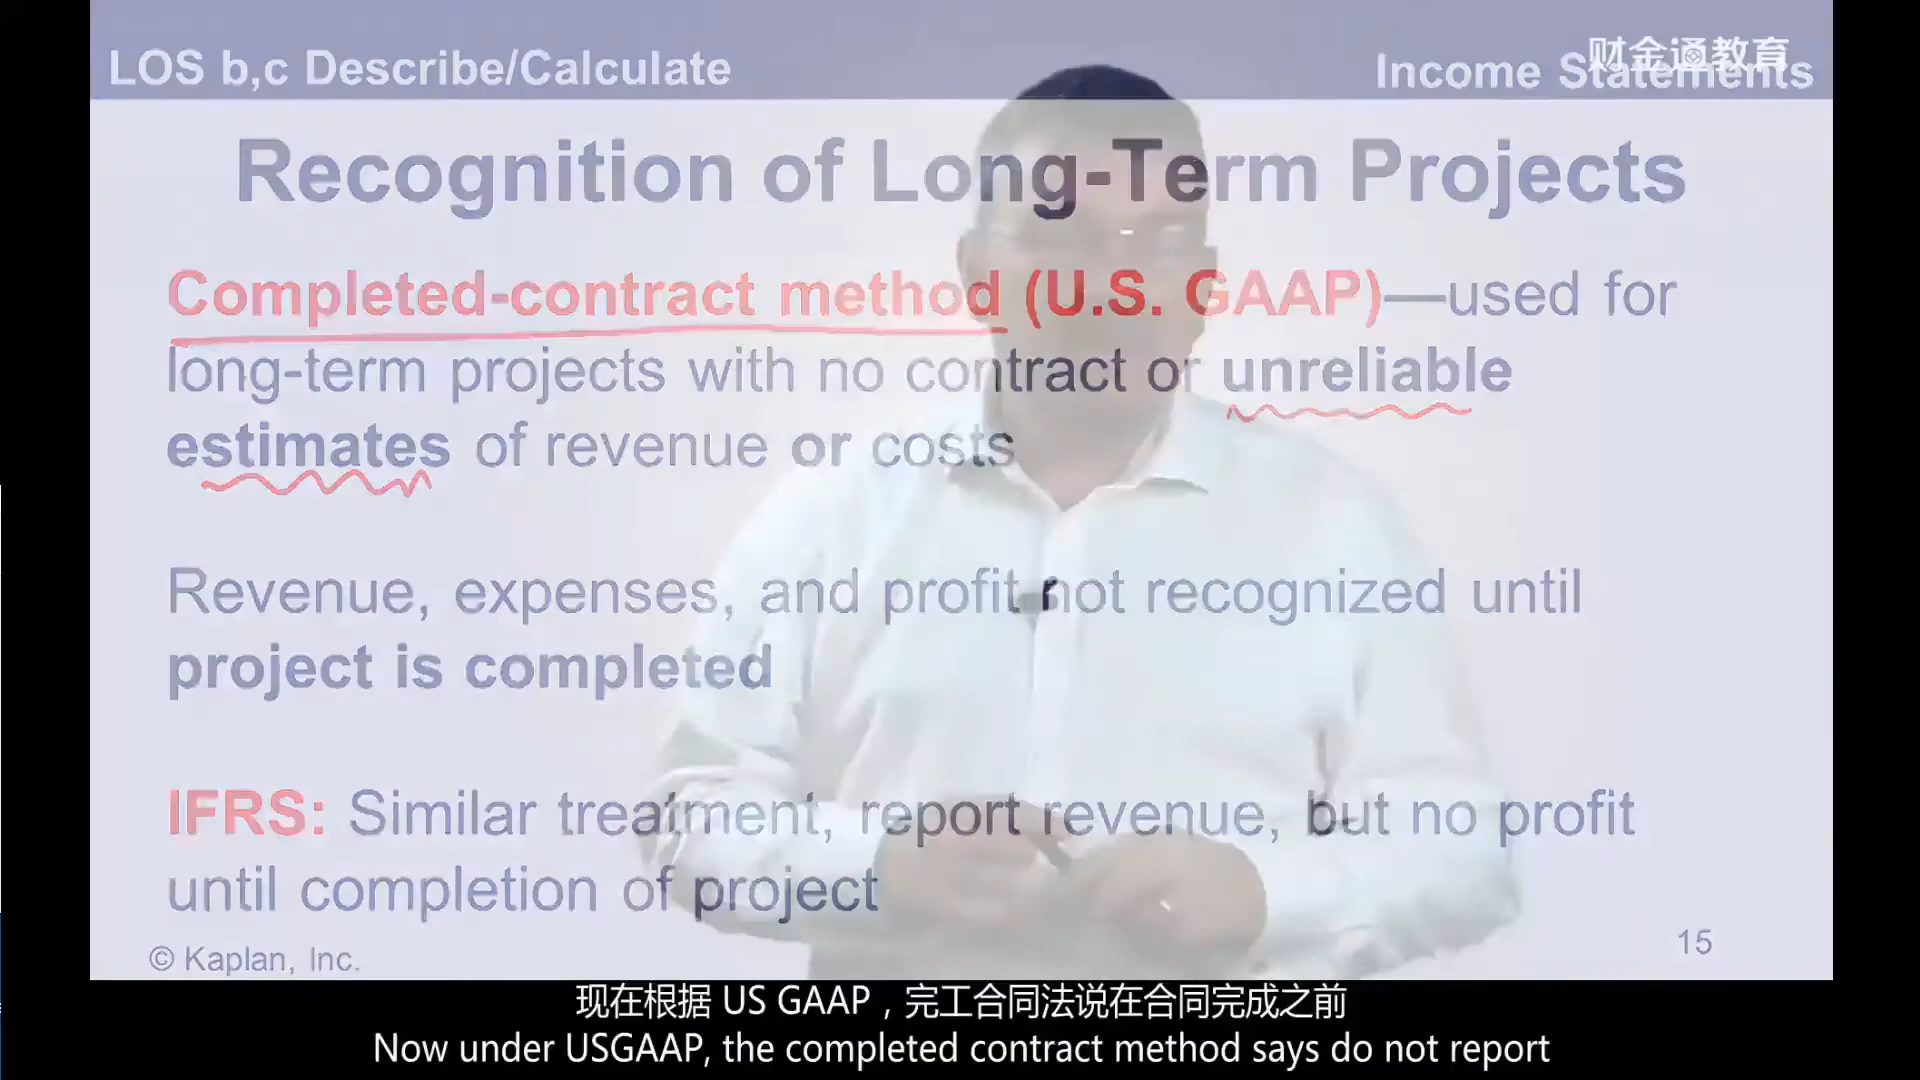 LOS b,c Describe/Calculate
Income Statements
财金通教育
Recognition of Long-Term Projects
Completed-contract method (U.S. GAAP)—used for
long-term projects with no contract or unreliable
estimates of revenue or costs
Revenue, expenses, and profit not recognized until
project is completed
IFRS: Similar treatment, report revenue, but no profit
until completion of project
© Kaplan, Inc.
15
现在根据 US GAAP，完工合同法说在合同完成之前
Now under USGAAP, the completed contract method says do not report